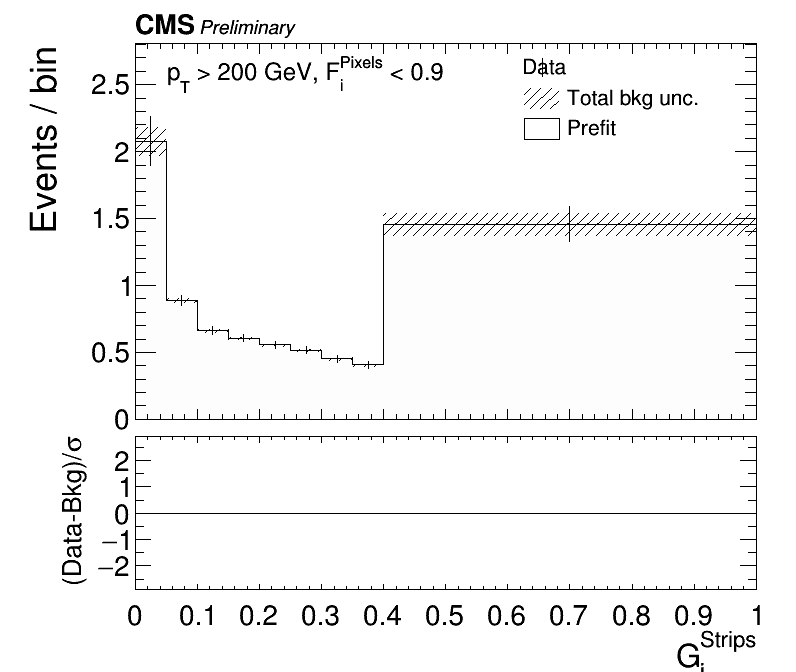 CMS Preliminary
p_T > 200 GeV, F_i^Pixels < 0.9
Data
Total bkg unc.
Prefit
Events / bin
2.5
2
1.5
1
0.5
0
(Data-Bkg)/σ
2
1
0
−1
−2
0 0.1 0.2 0.3 0.4 0.5 0.6 0.7 0.8 0.9 1
G_i^Strips